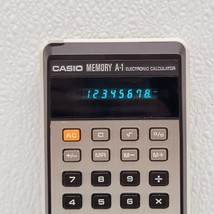 CASIO MEMORY A-1 ELECTRONIC CALCULATOR
12345678.
AC C √ %
+/− MR M− M+
7 8 9 ÷
4 5 6 ×